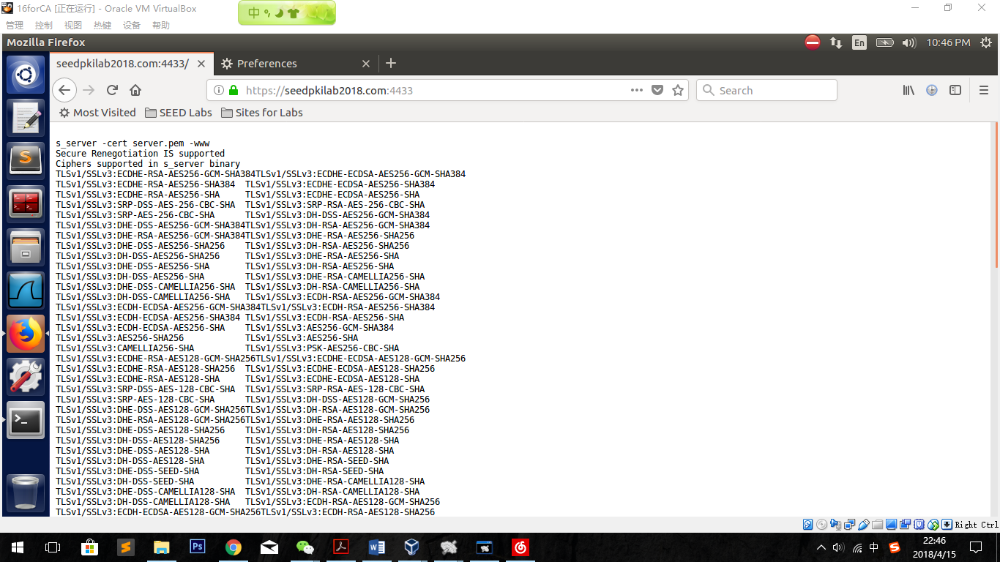 16forCA [正在运行] - Oracle VM VirtualBox
中
管理 控制 视图 热键 设备 帮助
Mozilla Firefox
En
10:46 PM
seedpkilab2018.com:4433/
Preferences
https://seedpkilab2018.com:4433
Search
Most Visited
SEED Labs
Sites for Labs
s_server -cert server.pem -www
Secure Renegotiation IS supported
Ciphers supported in s_server binary
TLSv1/SSLv3:ECDHE-RSA-AES256-GCM-SHA384TLSv1/SSLv3:ECDHE-ECDSA-AES256-GCM-SHA384
TLSv1/SSLv3:ECDHE-RSA-AES256-SHA384 TLSv1/SSLv3:ECDHE-ECDSA-AES256-SHA384
TLSv1/SSLv3:ECDHE-RSA-AES256-SHA TLSv1/SSLv3:ECDHE-ECDSA-AES256-SHA
TLSv1/SSLv3:SRP-DSS-AES-256-CBC-SHA TLSv1/SSLv3:SRP-RSA-AES-256-CBC-SHA
TLSv1/SSLv3:SRP-AES-256-CBC-SHA TLSv1/SSLv3:DH-DSS-AES256-GCM-SHA384
TLSv1/SSLv3:DHE-DSS-AES256-GCM-SHA384TLSv1/SSLv3:DH-RSA-AES256-GCM-SHA384
TLSv1/SSLv3:DHE-RSA-AES256-GCM-SHA384TLSv1/SSLv3:DHE-RSA-AES256-SHA256
TLSv1/SSLv3:DHE-DSS-AES256-SHA256 TLSv1/SSLv3:DH-RSA-AES256-SHA256
TLSv1/SSLv3:DH-DSS-AES256-SHA256 TLSv1/SSLv3:DHE-RSA-AES256-SHA
TLSv1/SSLv3:DHE-DSS-AES256-SHA TLSv1/SSLv3:DH-RSA-AES256-SHA
TLSv1/SSLv3:DH-DSS-AES256-SHA TLSv1/SSLv3:DHE-RSA-CAMELLIA256-SHA
TLSv1/SSLv3:DHE-DSS-CAMELLIA256-SHA TLSv1/SSLv3:DH-RSA-CAMELLIA256-SHA
TLSv1/SSLv3:DH-DSS-CAMELLIA256-SHA TLSv1/SSLv3:ECDH-RSA-AES256-GCM-SHA384
TLSv1/SSLv3:ECDH-ECDSA-AES256-GCM-SHA384TLSv1/SSLv3:ECDH-RSA-AES256-SHA384
TLSv1/SSLv3:ECDH-ECDSA-AES256-SHA384 TLSv1/SSLv3:ECDH-RSA-AES256-SHA
TLSv1/SSLv3:ECDH-ECDSA-AES256-SHA TLSv1/SSLv3:AES256-GCM-SHA384
TLSv1/SSLv3:AES256-SHA256 TLSv1/SSLv3:AES256-SHA
TLSv1/SSLv3:CAMELLIA256-SHA TLSv1/SSLv3:PSK-AES256-CBC-SHA
TLSv1/SSLv3:ECDHE-RSA-AES128-GCM-SHA256TLSv1/SSLv3:ECDHE-ECDSA-AES128-GCM-SHA256
TLSv1/SSLv3:ECDHE-RSA-AES128-SHA256 TLSv1/SSLv3:ECDHE-ECDSA-AES128-SHA256
TLSv1/SSLv3:ECDHE-RSA-AES128-SHA TLSv1/SSLv3:ECDHE-ECDSA-AES128-SHA
TLSv1/SSLv3:SRP-DSS-AES-128-CBC-SHA TLSv1/SSLv3:SRP-RSA-AES-128-CBC-SHA
TLSv1/SSLv3:SRP-AES-128-CBC-SHA TLSv1/SSLv3:DH-DSS-AES128-GCM-SHA256
TLSv1/SSLv3:DHE-DSS-AES128-GCM-SHA256TLSv1/SSLv3:DH-RSA-AES128-GCM-SHA256
TLSv1/SSLv3:DHE-RSA-AES128-GCM-SHA256TLSv1/SSLv3:DHE-RSA-AES128-SHA256
TLSv1/SSLv3:DHE-DSS-AES128-SHA256 TLSv1/SSLv3:DH-RSA-AES128-SHA256
TLSv1/SSLv3:DH-DSS-AES128-SHA256 TLSv1/SSLv3:DHE-RSA-AES128-SHA
TLSv1/SSLv3:DHE-DSS-AES128-SHA TLSv1/SSLv3:DH-RSA-AES128-SHA
TLSv1/SSLv3:DH-DSS-AES128-SHA TLSv1/SSLv3:DHE-RSA-SEED-SHA
TLSv1/SSLv3:DHE-DSS-SEED-SHA TLSv1/SSLv3:DH-RSA-SEED-SHA
TLSv1/SSLv3:DH-DSS-SEED-SHA TLSv1/SSLv3:DHE-RSA-CAMELLIA128-SHA
TLSv1/SSLv3:DHE-DSS-CAMELLIA128-SHA TLSv1/SSLv3:DH-RSA-CAMELLIA128-SHA
TLSv1/SSLv3:DH-DSS-CAMELLIA128-SHA TLSv1/SSLv3:ECDH-RSA-AES128-GCM-SHA256
TLSv1/SSLv3:ECDH-ECDSA-AES128-GCM-SHA256TLSv1/SSLv3:ECDH-RSA-AES128-SHA256
Right Ctrl
Ps
中
22:46
2018/4/15